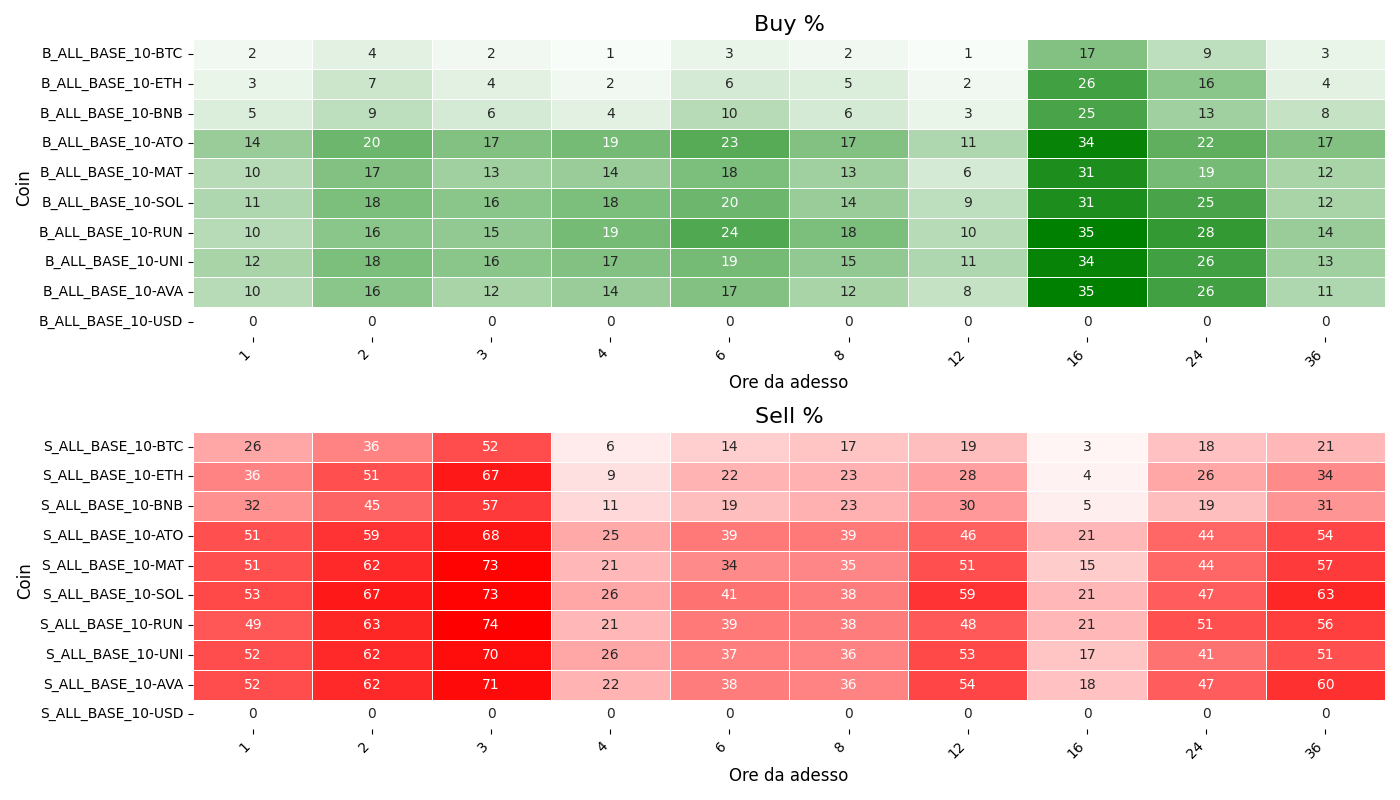 Buy %
Coin
B_ALL_BASE_10-BTC 2 4 2 1 3 2 1 17 9 3
B_ALL_BASE_10-ETH 3 7 4 2 6 5 2 26 16 4
B_ALL_BASE_10-BNB 5 9 6 4 10 6 3 25 13 8
B_ALL_BASE_10-ATO 14 20 17 19 23 17 11 34 22 17
B_ALL_BASE_10-MAT 10 17 13 14 18 13 6 31 19 12
B_ALL_BASE_10-SOL 11 18 16 18 20 14 9 31 25 12
B_ALL_BASE_10-RUN 10 16 15 19 24 18 10 35 28 14
B_ALL_BASE_10-UNI 12 18 16 17 19 15 11 34 26 13
B_ALL_BASE_10-AVA 10 16 12 14 17 12 8 35 26 11
B_ALL_BASE_10-USD 0 0 0 0 0 0 0 0 0 0
1 2 3 4 6 8 12 16 24 36
Ore da adesso
Sell %
Coin
S_ALL_BASE_10-BTC 26 36 52 6 14 17 19 3 18 21
S_ALL_BASE_10-ETH 36 51 67 9 22 23 28 4 26 34
S_ALL_BASE_10-BNB 32 45 57 11 19 23 30 5 19 31
S_ALL_BASE_10-ATO 51 59 68 25 39 39 46 21 44 54
S_ALL_BASE_10-MAT 51 62 73 21 34 35 51 15 44 57
S_ALL_BASE_10-SOL 53 67 73 26 41 38 59 21 47 63
S_ALL_BASE_10-RUN 49 63 74 21 39 38 48 21 51 56
S_ALL_BASE_10-UNI 52 62 70 26 37 36 53 17 41 51
S_ALL_BASE_10-AVA 52 62 71 22 38 36 54 18 47 60
S_ALL_BASE_10-USD 0 0 0 0 0 0 0 0 0 0
1 2 3 4 6 8 12 16 24 36
Ore da adesso